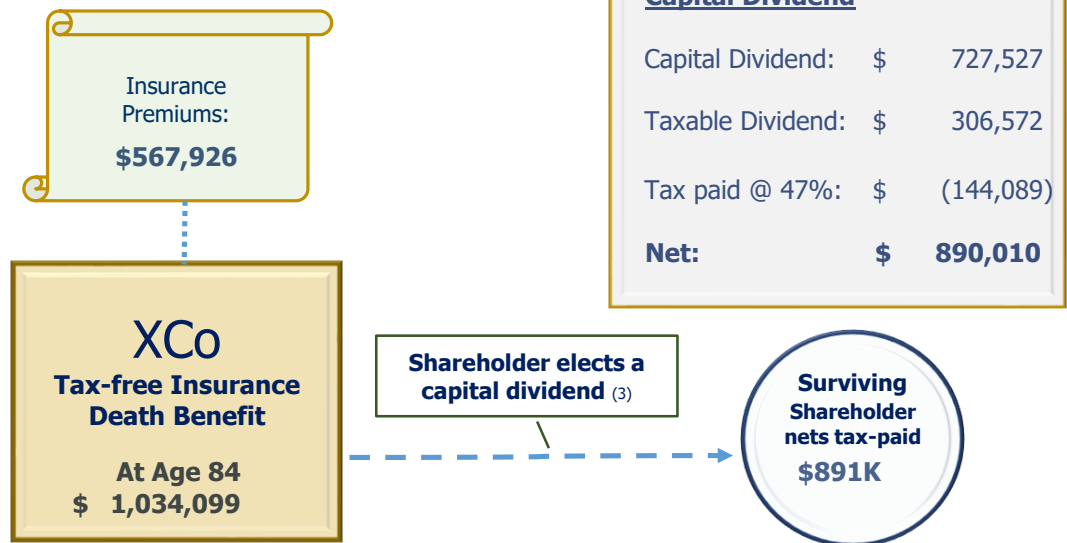 Capital Dividend
Capital Dividend: $ 727,527
Taxable Dividend: $ 306,572
Tax paid @ 47%: $ (144,089)
Net: $ 890,010
Insurance
Premiums:
$567,926
XCo
Tax-free Insurance
Death Benefit
At Age 84
$ 1,034,099
Shareholder elects a
capital dividend (3)
Surviving
Shareholder
nets tax-paid
$891K